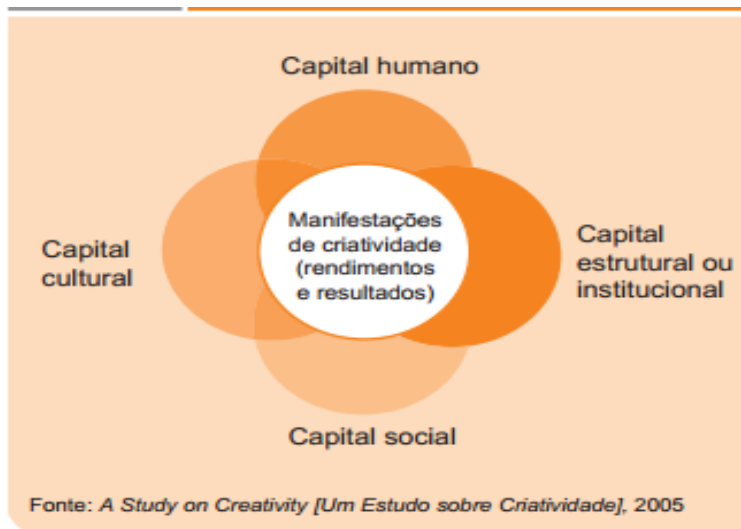 Capital humano
Capital
cultural
Manifestações
de criatividade
(rendimentos
e resultados)
Capital
estrutural ou
institucional
Capital social
Fonte: A Study on Creativity [Um Estudo sobre Criatividade], 2005